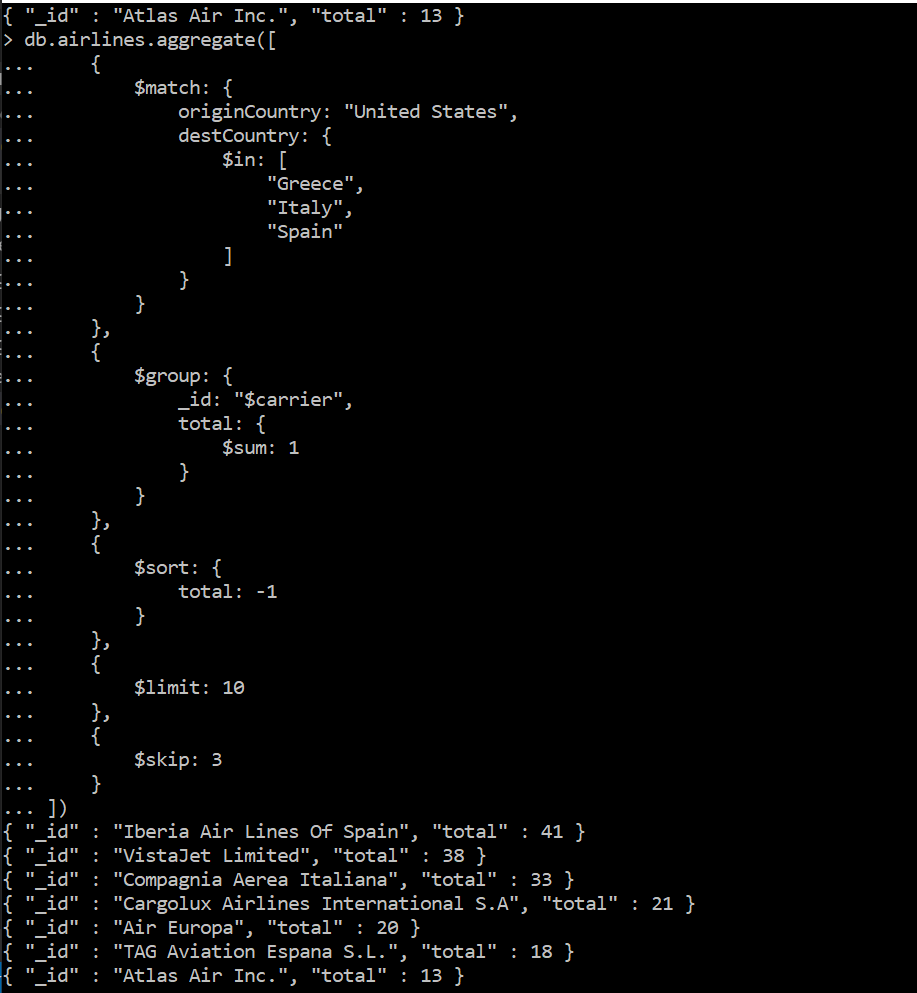 { "_id" : "Atlas Air Inc.", "total" : 13 }
> db.airlines.aggregate([
...     {
...         $match: {
...             originCountry: "United States",
...             destCountry: {
...                 $in: [
...                     "Greece",
...                     "Italy",
...                     "Spain"
...                 ]
...             }
...         }
...     },
...     {
...         $group: {
...             _id: "$carrier",
...             total: {
...                 $sum: 1
...             }
...         }
...     },
...     {
...         $sort: {
...             total: -1
...         }
...     },
...     {
...         $limit: 10
...     },
...     {
...         $skip: 3
...     }
... ])
{ "_id" : "Iberia Air Lines Of Spain", "total" : 41 }
{ "_id" : "VistaJet Limited", "total" : 38 }
{ "_id" : "Compagnia Aerea Italiana", "total" : 33 }
{ "_id" : "Cargolux Airlines International S.A", "total" : 21 }
{ "_id" : "Air Europa", "total" : 20 }
{ "_id" : "TAG Aviation Espana S.L.", "total" : 18 }
{ "_id" : "Atlas Air Inc.", "total" : 13 }